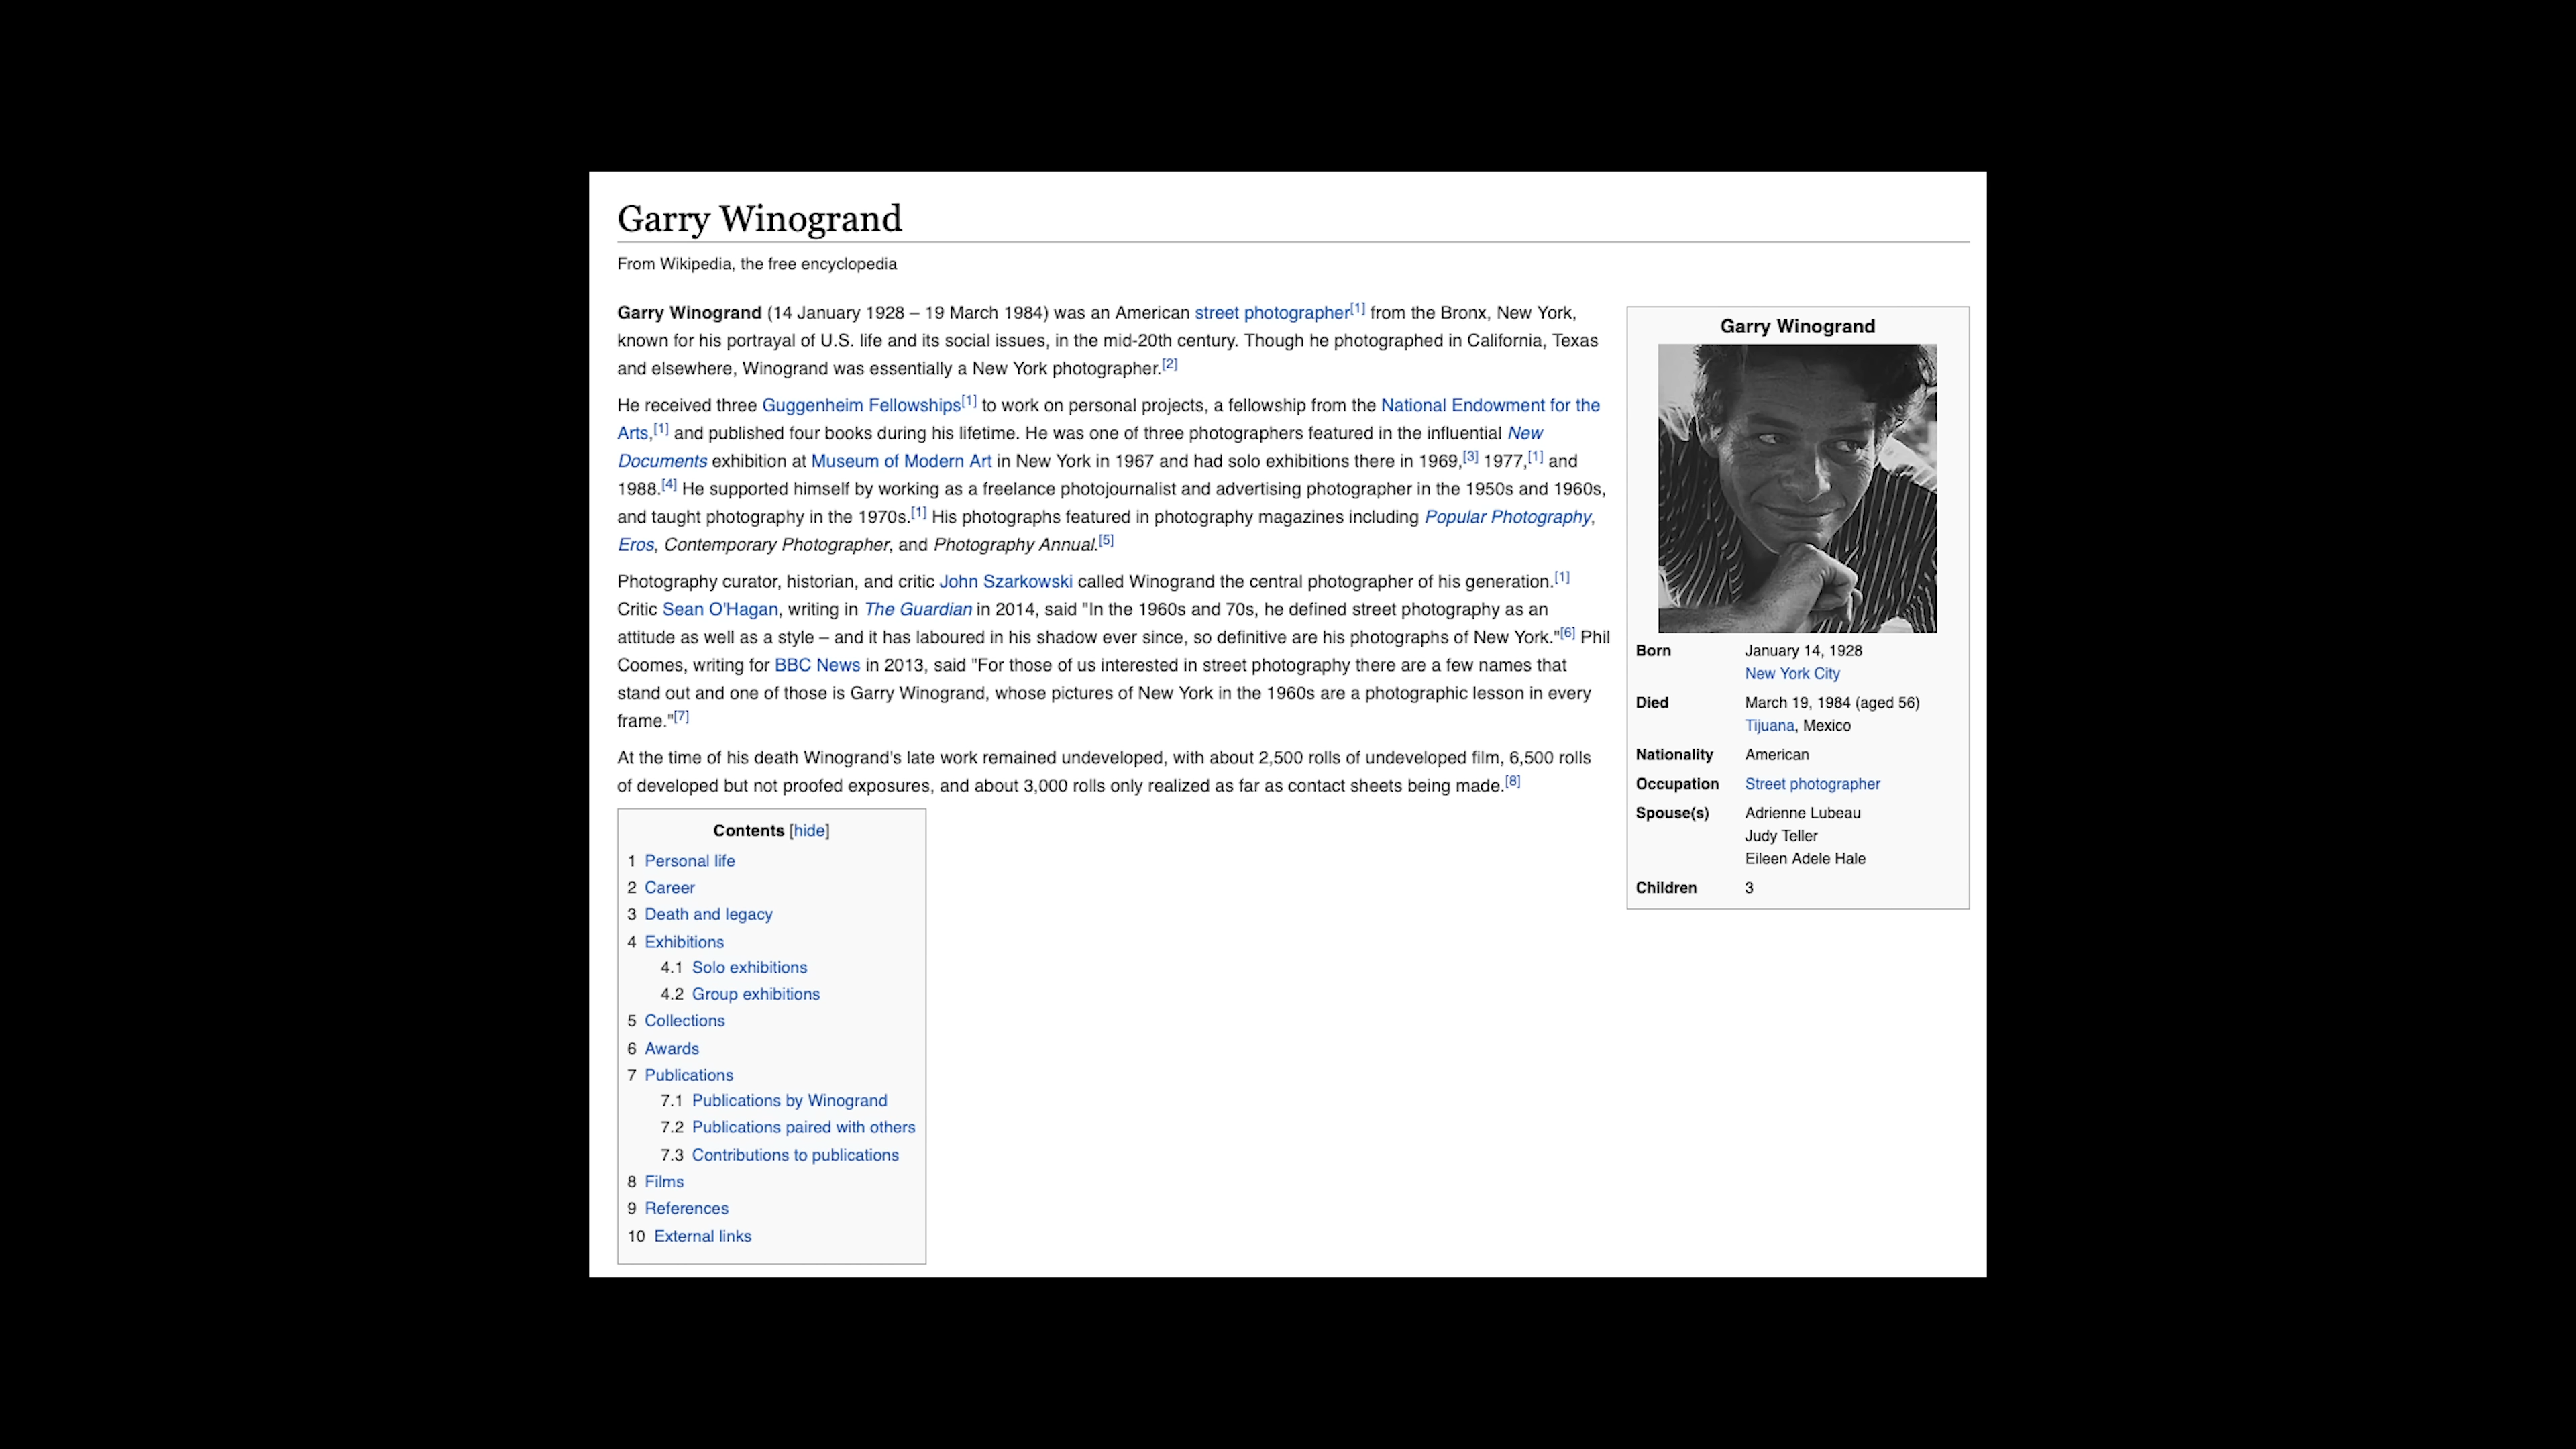 Garry Winogrand
From Wikipedia, the free encyclopedia
Garry Winogrand (14 January 1928 – 19 March 1984) was an American street photographer[1] from the Bronx, New York,
known for his portrayal of U.S. life and its social issues, in the mid-20th century. Though he photographed in California, Texas
and elsewhere, Winogrand was essentially a New York photographer.[2]
He received three Guggenheim Fellowships[1] to work on personal projects, a fellowship from the National Endowment for the
Arts,[1] and published four books during his lifetime. He was one of three photographers featured in the influential New
Documents exhibition at Museum of Modern Art in New York in 1967 and had solo exhibitions there in 1969,[3] 1977,[1] and
1988.[4] He supported himself by working as a freelance photojournalist and advertising photographer in the 1950s and 1960s,
and taught photography in the 1970s.[1] His photographs featured in photography magazines including Popular Photography,
Eros, Contemporary Photographer, and Photography Annual.[5]
Photography curator, historian, and critic John Szarkowski called Winogrand the central photographer of his generation.[1]
Critic Sean O'Hagan, writing in The Guardian in 2014, said "In the 1960s and 70s, he defined street photography as an
attitude as well as a style – and it has laboured in his shadow ever since, so definitive are his photographs of New York."[6] Phil
Coomes, writing for BBC News in 2013, said "For those of us interested in street photography there are a few names that
stand out and one of those is Garry Winogrand, whose pictures of New York in the 1960s are a photographic lesson in every
frame."[7]
At the time of his death Winogrand's late work remained undeveloped, with about 2,500 rolls of undeveloped film, 6,500 rolls
of developed but not proofed exposures, and about 3,000 rolls only realized as far as contact sheets being made.[8]
Contents [hide]
1 Personal life
2 Career
3 Death and legacy
4 Exhibitions
4.1 Solo exhibitions
4.2 Group exhibitions
5 Collections
6 Awards
7 Publications
7.1 Publications by Winogrand
7.2 Publications paired with others
7.3 Contributions to publications
8 Films
9 References
10 External links
Garry Winogrand
Born January 14, 1928
New York City
Died March 19, 1984 (aged 56)
Tijuana, Mexico
Nationality American
Occupation Street photographer
Spouse(s) Adrienne Lubeau
Judy Teller
Eileen Adele Hale
Children 3